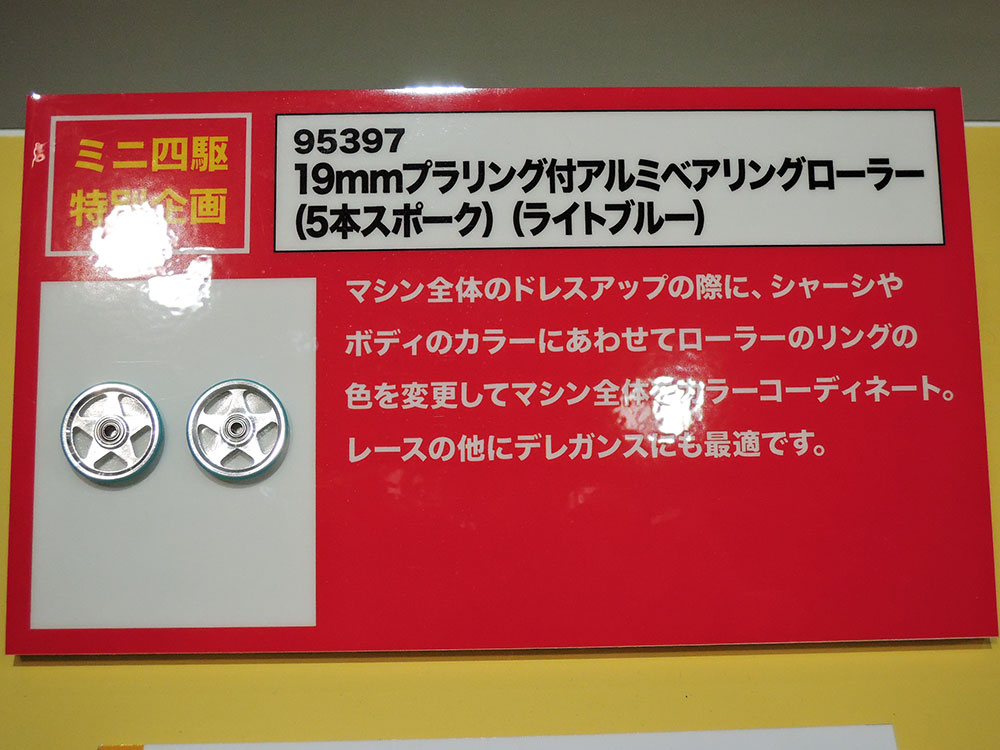 ミニ四駆
特別企画
95397
19mmプラリング付アルミベアリングローラー
(5本スポーク)(ライトブルー)
マシン全体のドレスアップの際に、シャーシや
ボディのカラーにあわせてローラーのリングの
色を変更してマシン全体をカラーコーディネート。
レースの他にデレガンスにも最適です。